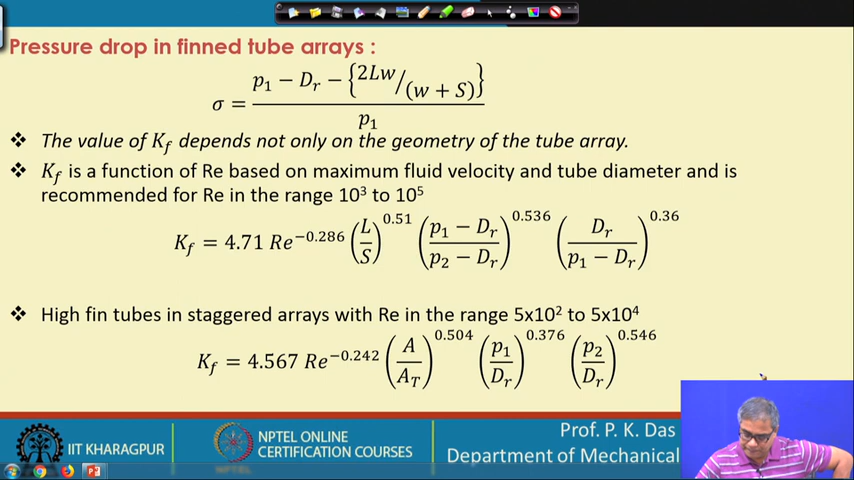 Pressure drop in finned tube arrays :
σ = p₁ − D_r − {2Lw/(w + S)} / p₁
❖ The value of K_f depends not only on the geometry of the tube array.
❖ K_f is a function of Re based on maximum fluid velocity and tube diameter and is
recommended for Re in the range 10³ to 10⁵
K_f = 4.71 Re^−0.286 (L/S)^0.51 (p₁ − D_r / p₂ − D_r)^0.536 (D_r / p₁ − D_r)^0.36
❖ High fin tubes in staggered arrays with Re in the range 5x10² to 5x10⁴
K_f = 4.567 Re^−0.242 (A/A_T)^0.504 (p₁/D_r)^0.376 (p₂/D_r)^0.546
IIT KHARAGPUR
NPTEL ONLINE
CERTIFICATION COURSES
Prof. P. K. Das
Department of Mechanical